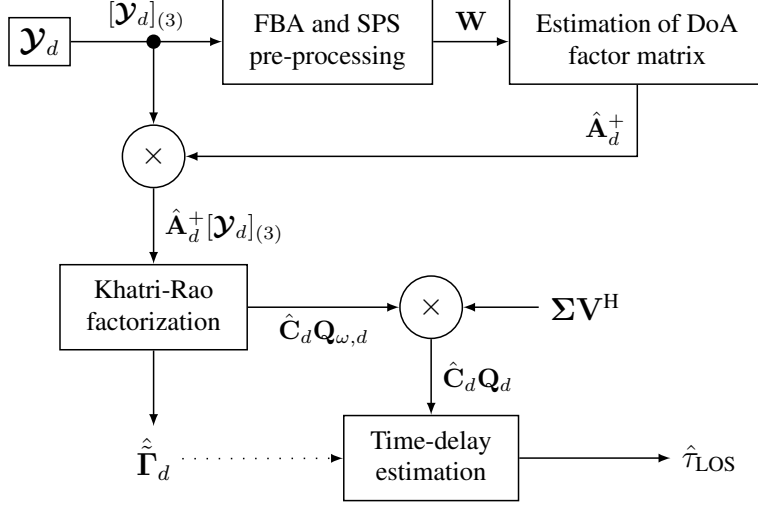 𝓨_d
[𝓨_d]_(3)
FBA and SPS
pre-processing
W
Estimation of DoA
factor matrix
Â_d^+
×
Â_d^+[𝓨_d]_(3)
Khatri-Rao
factorization
Ĉ_d Q_{ω,d}
×
ΣV^H
Ĉ_d Q_d
Γ̃̂_d
Time-delay
estimation
τ̂_LOS